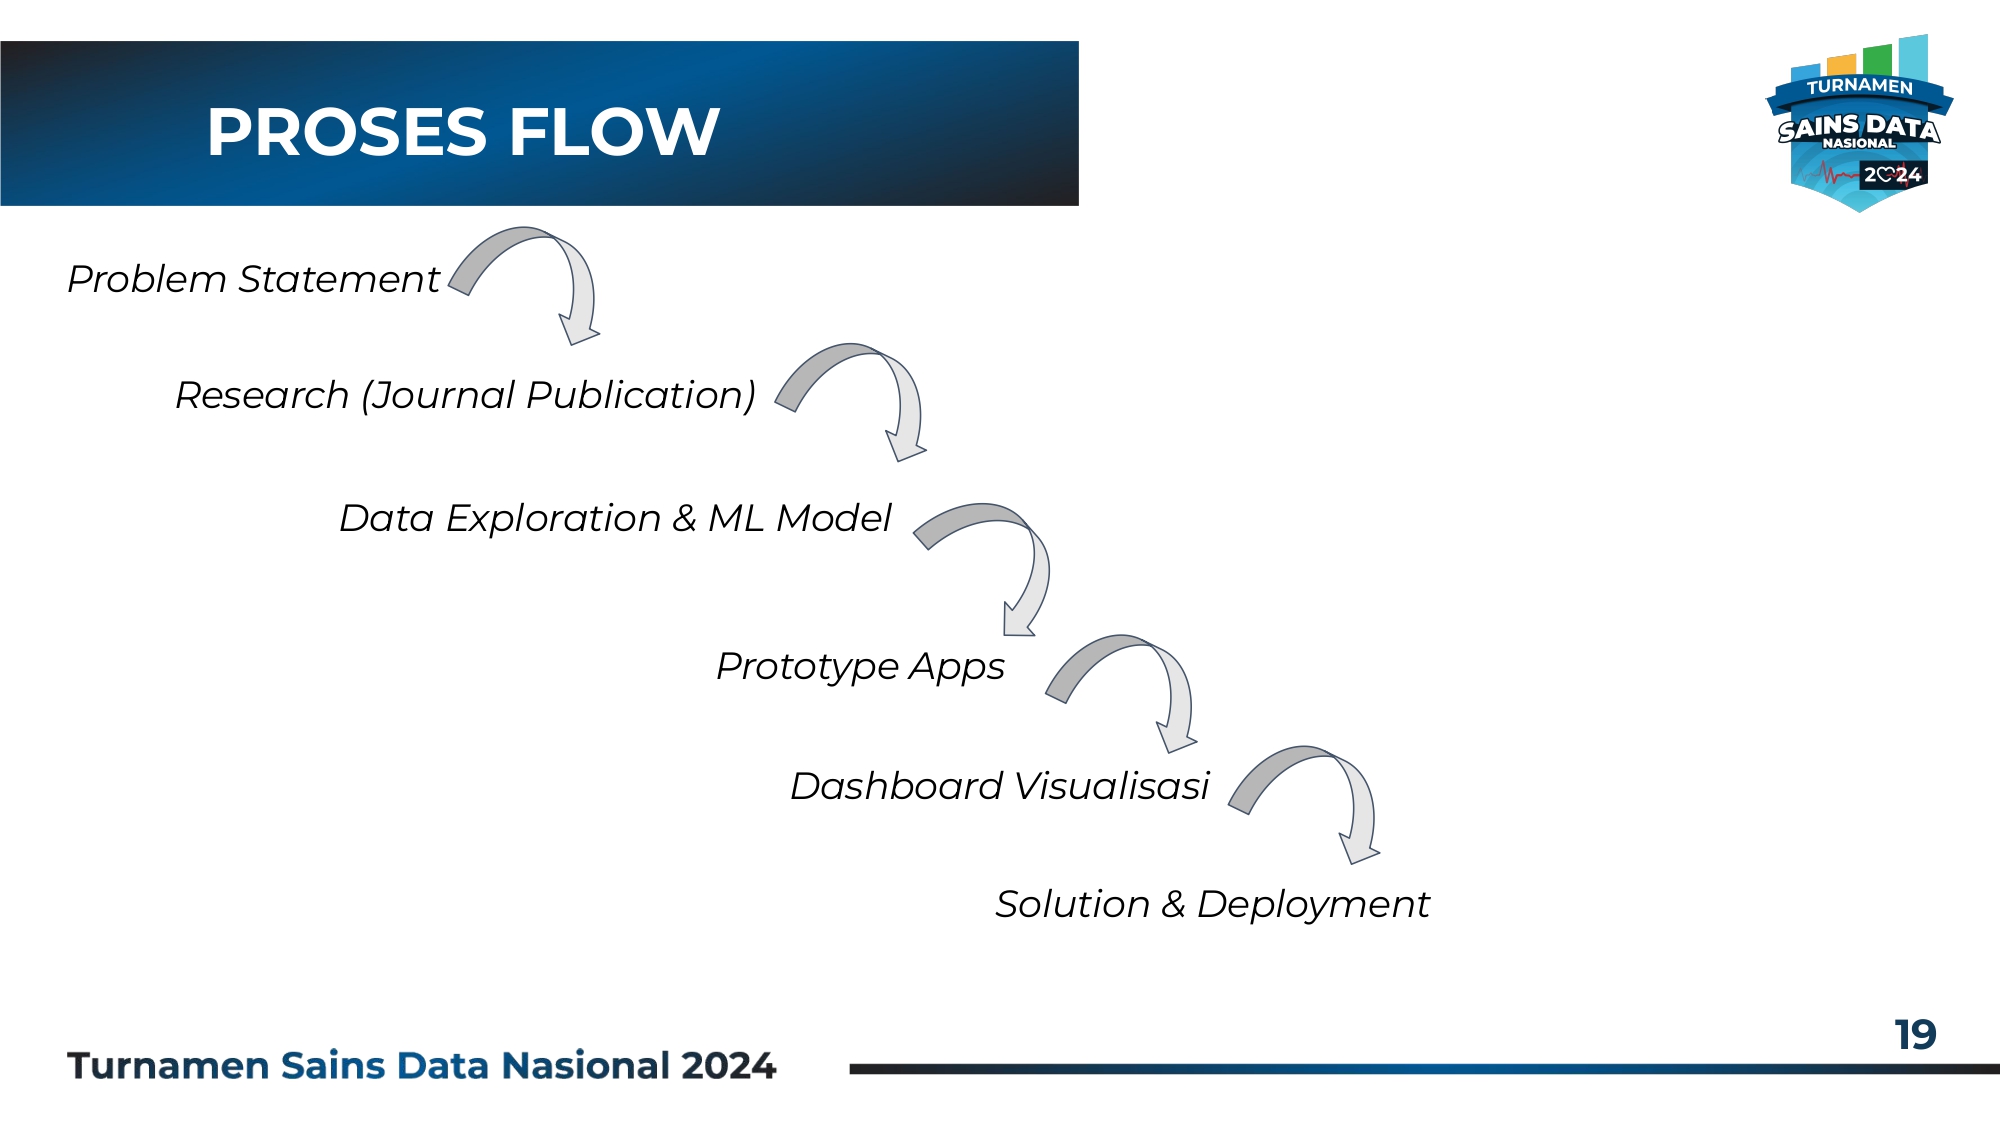 PROSES FLOW
TURNAMEN
SAINS DATA
NASIONAL
2024
Problem Statement
Research (Journal Publication)
Data Exploration & ML Model
Prototype Apps
Dashboard Visualisasi
Solution & Deployment
19
Turnamen Sains Data Nasional 2024